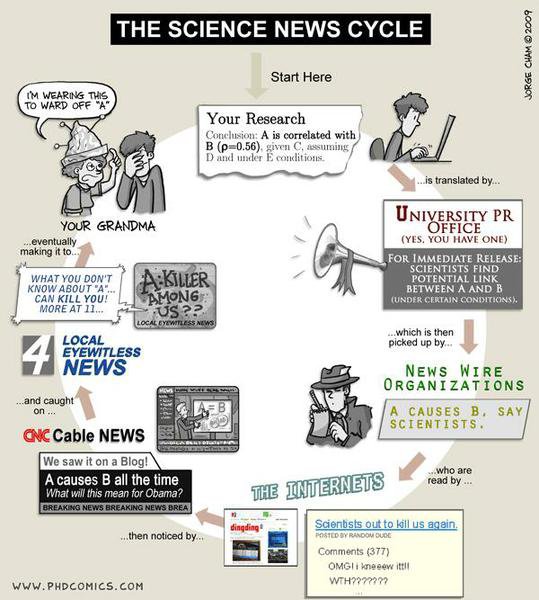 THE SCIENCE NEWS CYCLE
JORGE CHAM © 2009
Start Here
Your Research
Conclusion: A is correlated with
B (ρ=0.56), given C, assuming
D and under E conditions.
...is translated by...
UNIVERSITY PR
OFFICE
(YES, YOU HAVE ONE)
FOR IMMEDIATE RELEASE:
SCIENTISTS FIND
POTENTIAL LINK
BETWEEN A AND B
(UNDER CERTAIN CONDITIONS).
...which is then
picked up by...
NEWS WIRE
ORGANIZATIONS
A CAUSES B, SAY
SCIENTISTS.
...who are
read by ...
THE INTERNETS
dingding
Scientists out to kill us again.
POSTED BY RANDOM DUDE
Comments (377)
OMG! i kneeew it!!
WTH???????
...
...then noticed by...
CNC Cable NEWS
We saw it on a Blog!
A causes B all the time
What will this mean for Obama?
BREAKING NEWS BREAKING NEWS BREA
A=B
...and caught
on ...
4 LOCAL
EYEWITLESS
NEWS
WHAT YOU DON'T
KNOW ABOUT "A"...
CAN KILL YOU!
MORE AT 11...
A: KILLER
AMONG
US??
LOCAL EYEWITLESS NEWS
...eventually
making it to...
YOUR GRANDMA
I'M WEARING THIS
TO WARD OFF "A"
WWW.PHDCOMICS.COM